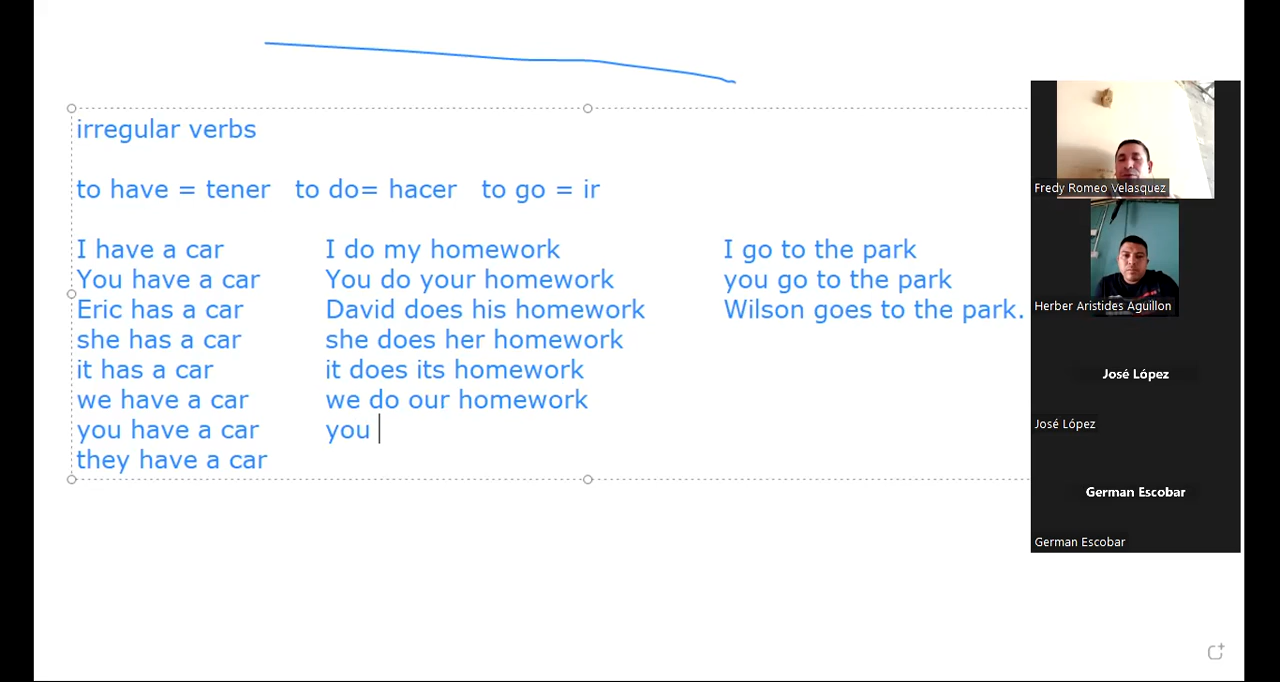 irregular verbs
to have = tener to do= hacer to go = ir
I have a car I do my homework I go to the park
You have a car You do your homework you go to the park
Eric has a car David does his homework Wilson goes to the park.
she has a car she does her homework
it has a car it does its homework
we have a car we do our homework
you have a car you
they have a car
Fredy Romeo Velasquez
Herber Aristides Aguillon
José López
José López
German Escobar
German Escobar